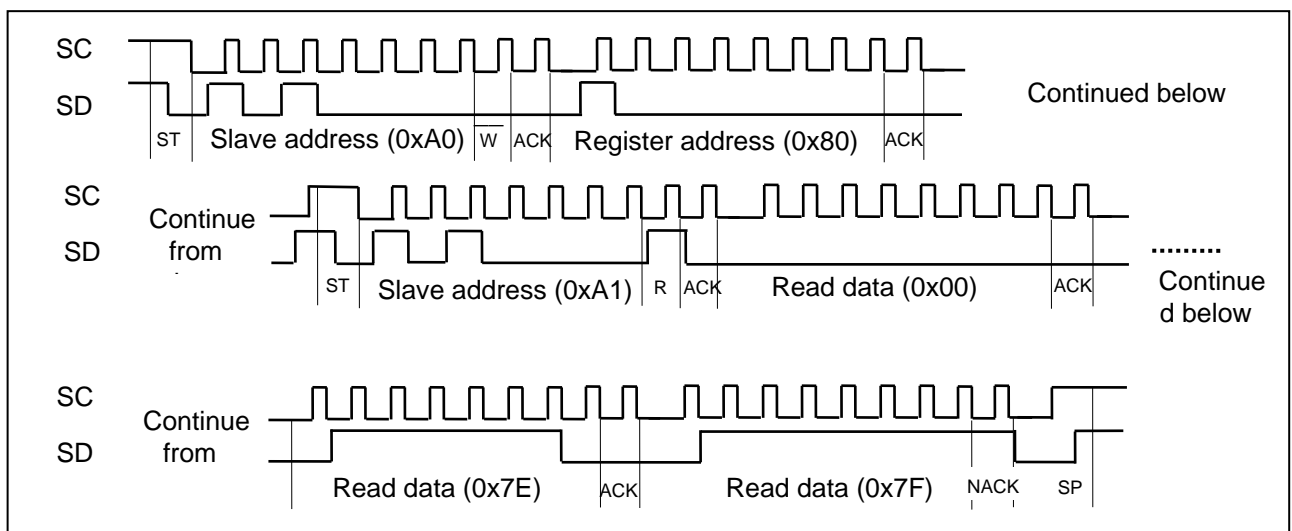 SC
SD
Continued below
ST Slave address (0xA0) W ACK Register address (0x80) ACK
SC
Continue
from
SD
.........
Continue
d below
ST Slave address (0xA1) R ACK Read data (0x00) ACK
SC
Continue
from
SD
Read data (0x7E) ACK Read data (0x7F) NACK SP